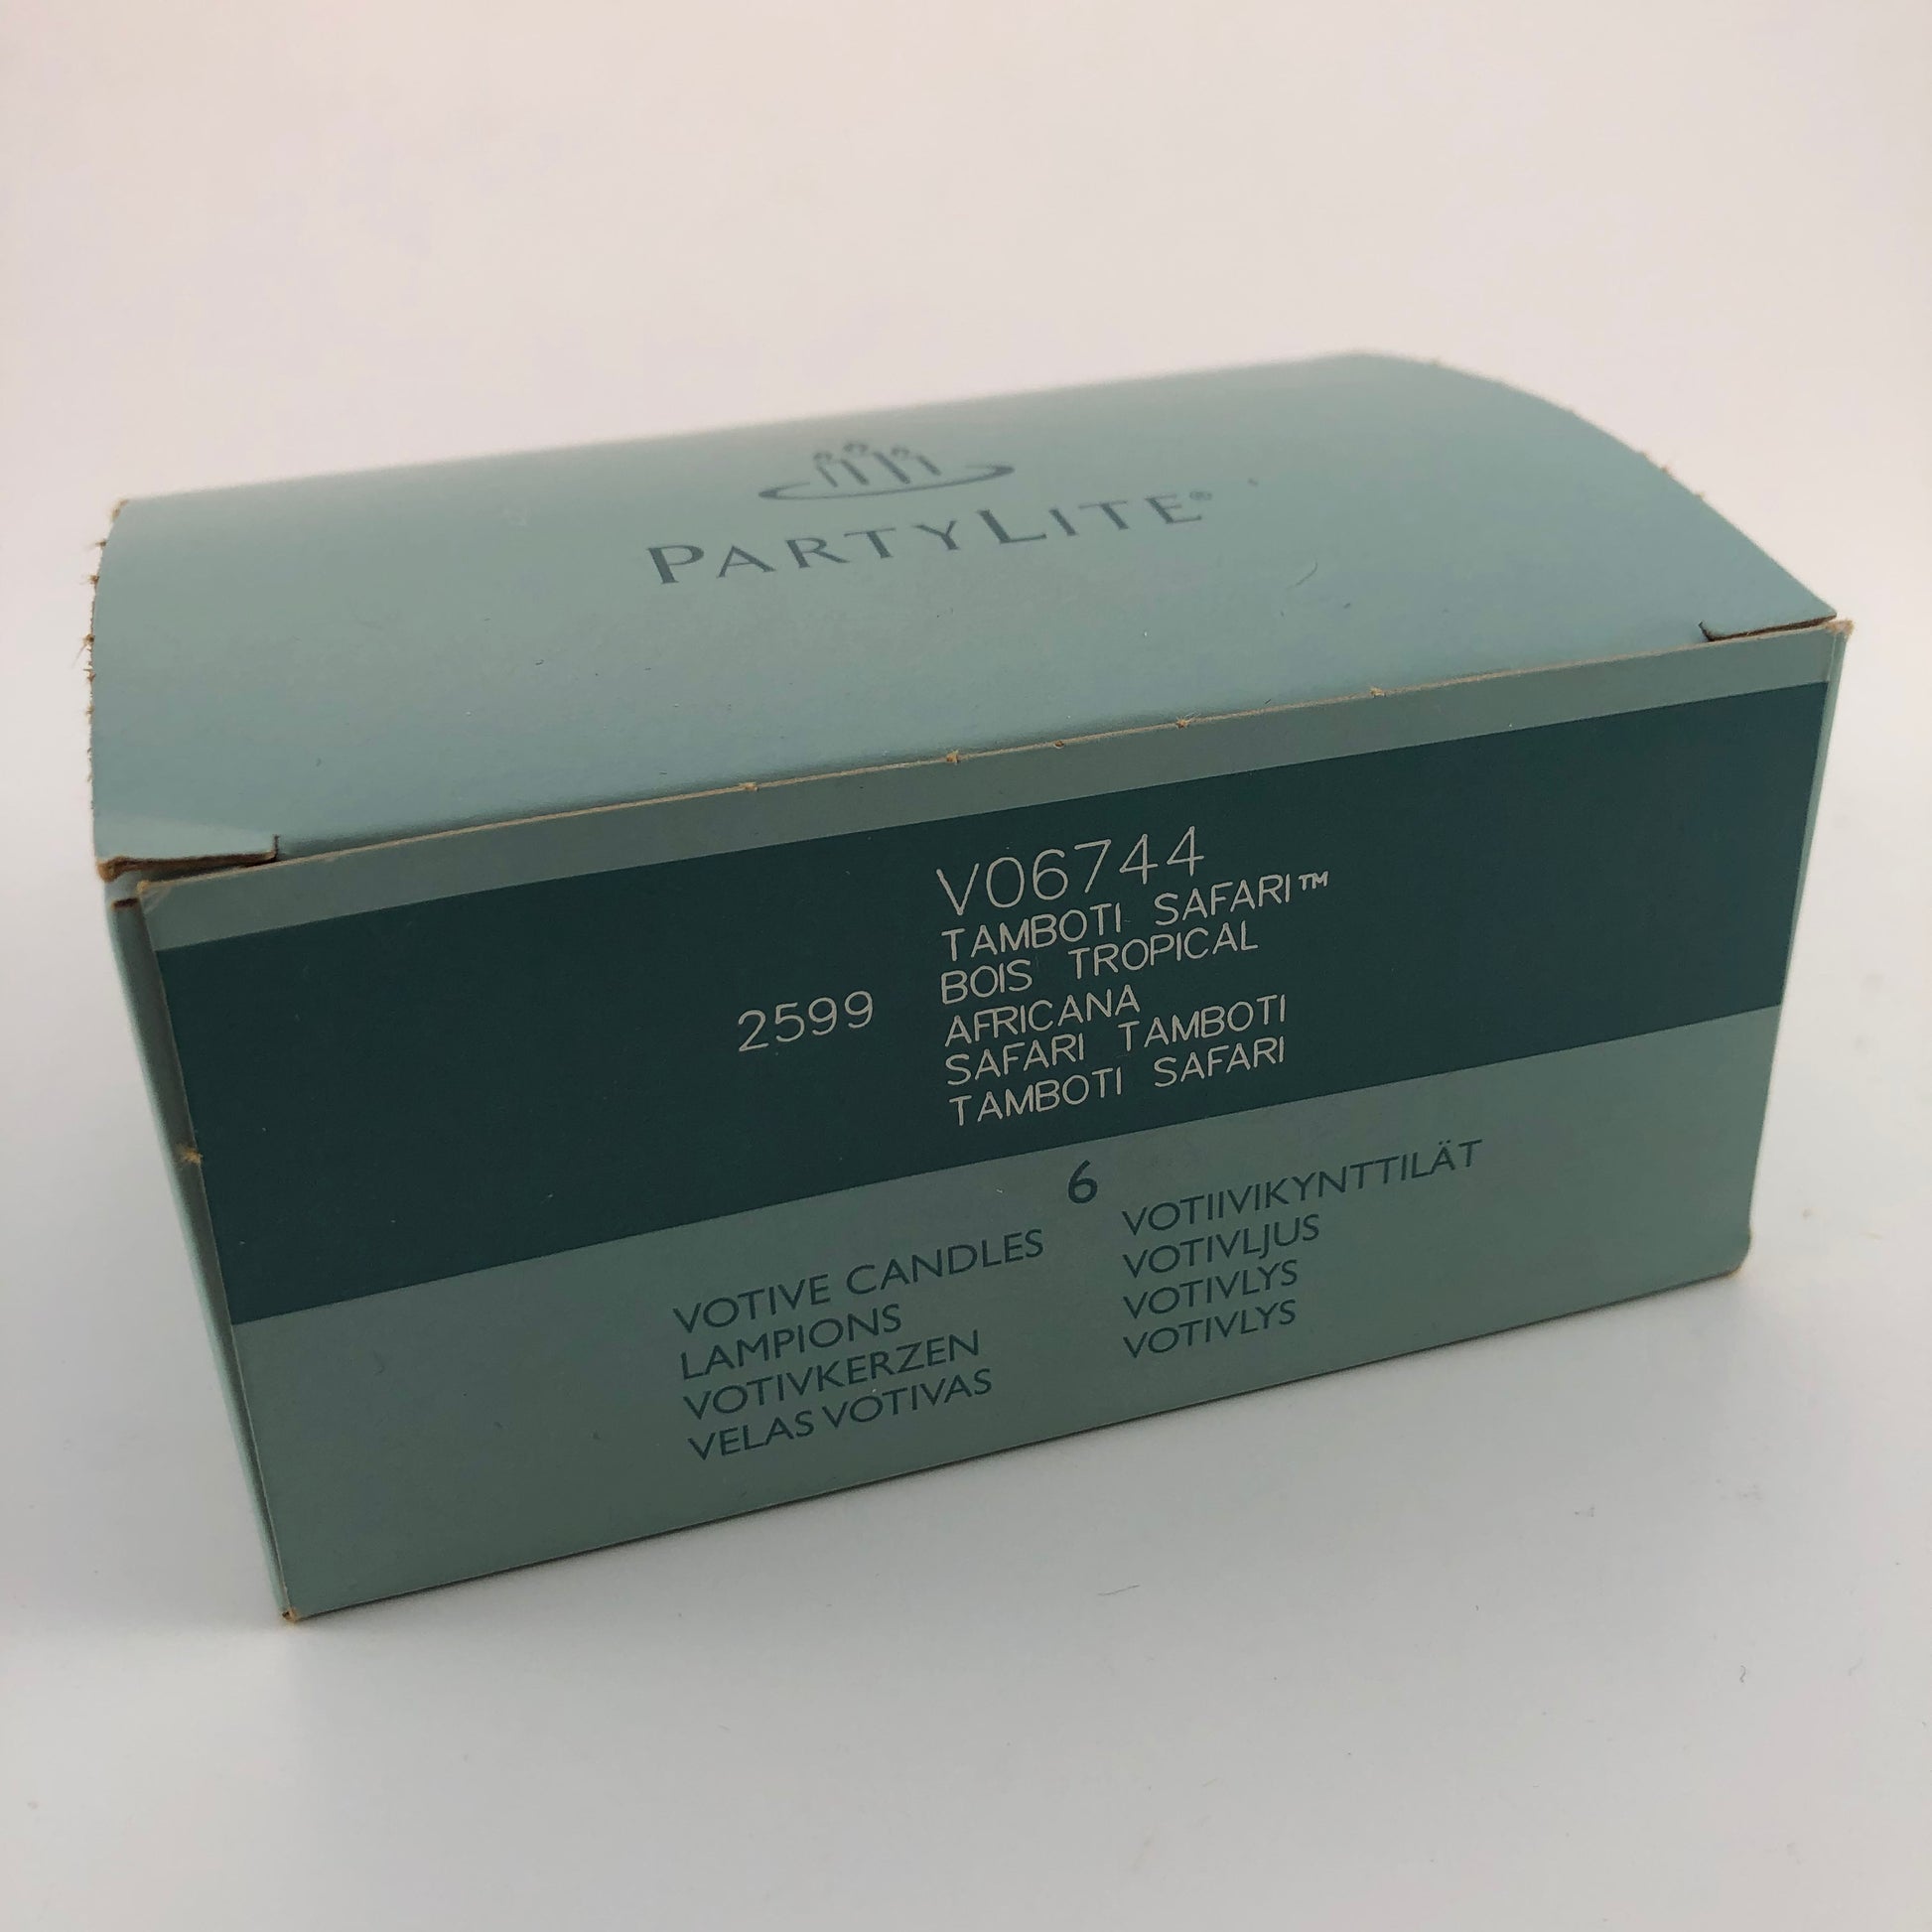 PARTYLITE®
V06744
TAMBOTI SAFARI™
BOIS TROPICAL
2599 AFRICANA
SAFARI TAMBOTI
TAMBOTI SAFARI
6
VOTIVE CANDLES
LAMPIONS
VOTIVKERZEN
VELAS VOTIVAS
VOTIIVIKYNTTILÄT
VOTIVLJUS
VOTIVLYS
VOTIVLYS